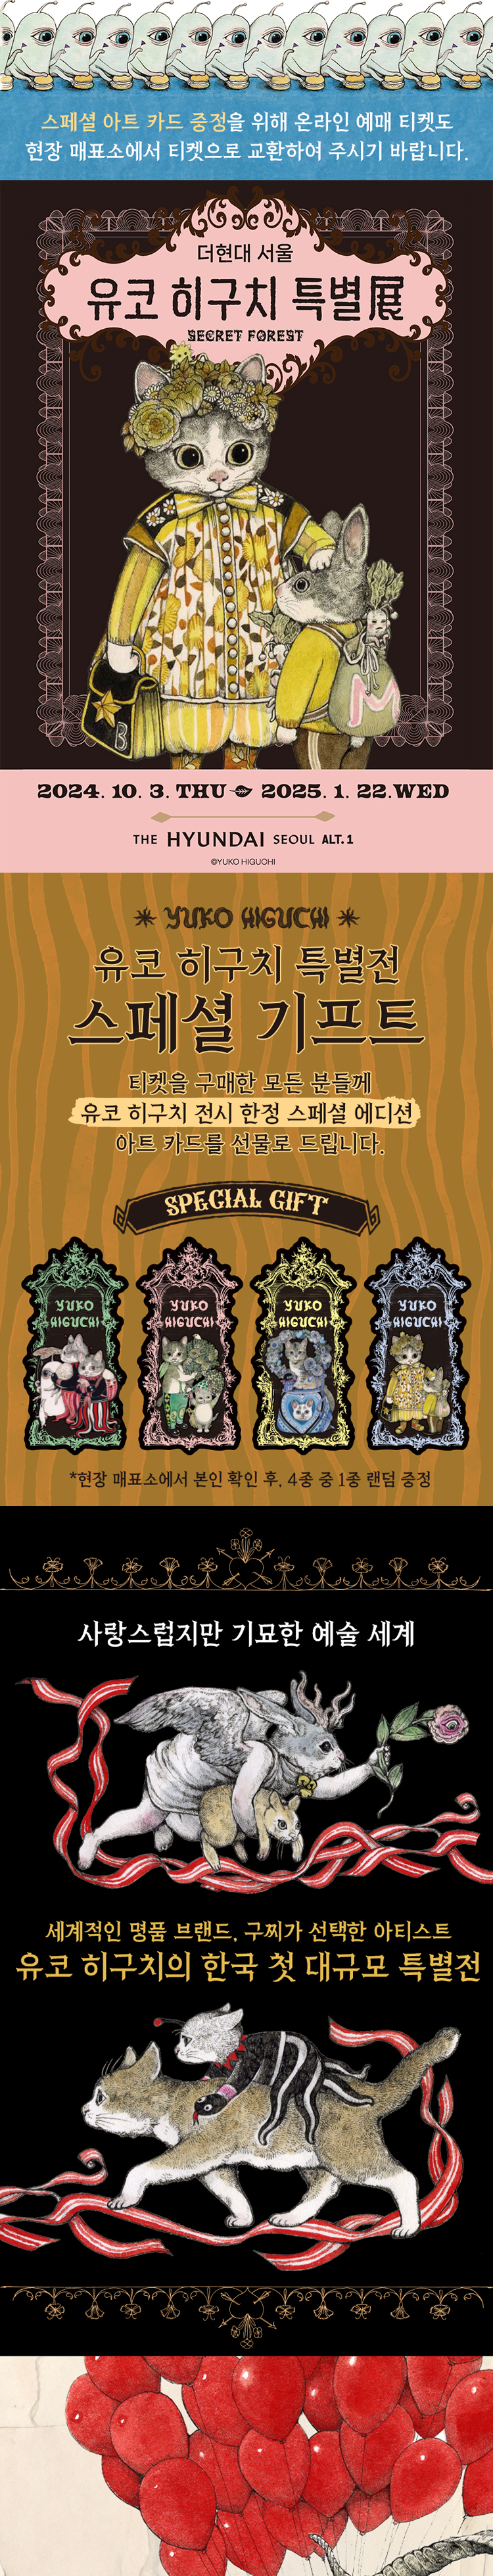 스페셜 아트 카드 증정을 위해 온라인 예매 티켓도
현장 매표소에서 티켓으로 교환하여 주시기 바랍니다.
더현대 서울
유코 히구치 특별展
SECRET FOREST
B
M
2024. 10. 3. THU 2025. 1. 22.WED
THE HYUNDAI SEOUL ALT.1
©YUKO HIGUCHI
YUKO HIGUCHI
유코 히구치 특별전
스페셜 기프트
티켓을 구매한 모든 분들께
유코 히구치 전시 한정 스페셜 에디션
아트 카드를 선물로 드립니다.
SPECIAL GIFT
YUKO
HIGUCHI
YUKO
HIGUCHI
YUKO
HIGUCHI
YUKO
HIGUCHI
*현장 매표소에서 본인 확인 후, 4종 중 1종 랜덤 증정
사랑스럽지만 기묘한 예술 세계
세계적인 명품 브랜드, 구찌가 선택한 아티스트
유코 히구치의 한국 첫 대규모 특별전